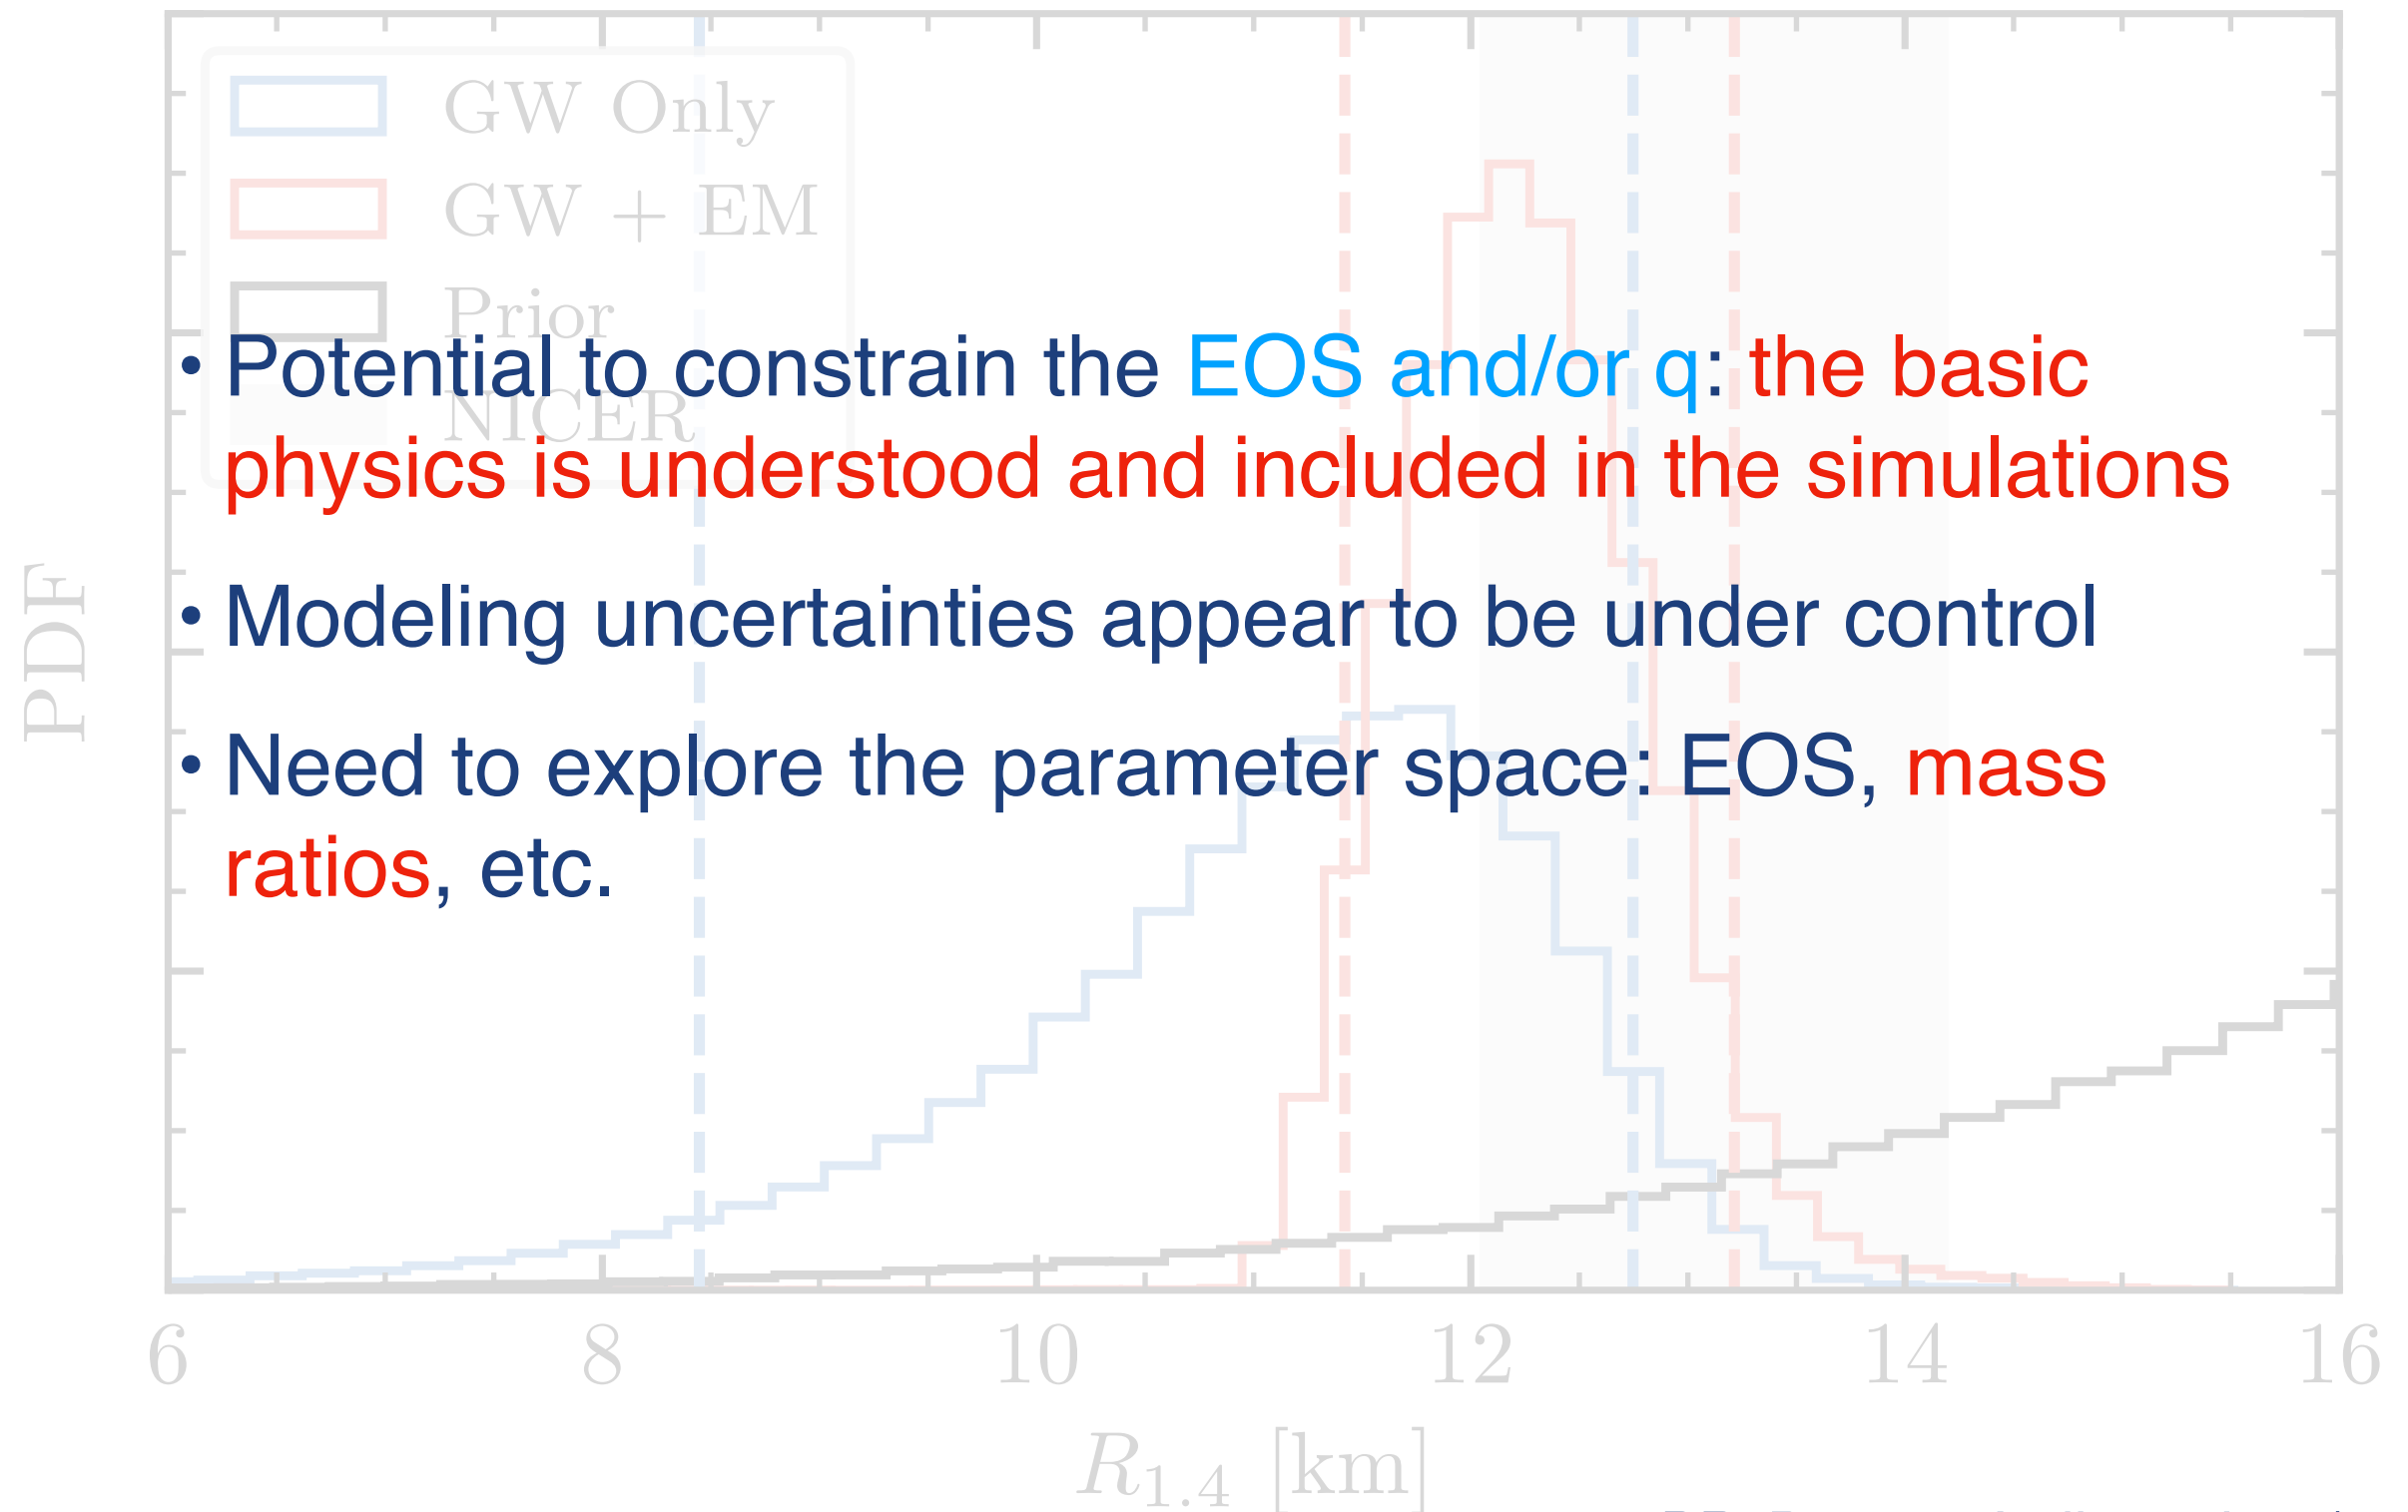 GW Only
GW + EM
Prior
NICER
• Potential to constrain the EOS and/or q: the basic
physics is understood and included in the simulations
• Modeling uncertainties appear to be under control
• Need to explore the parameter space: EOS, mass
ratios, etc.
PDF
6 8 10 12 14 16
R1.4 [km]